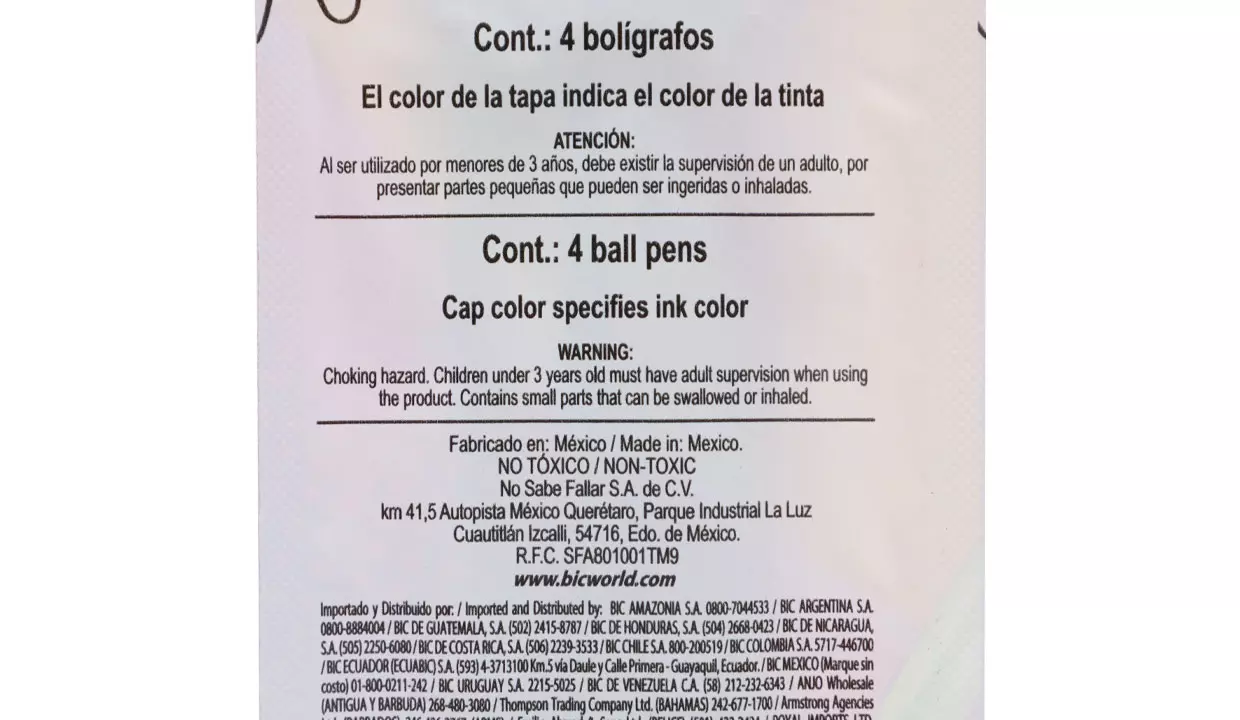 Cont.: 4 bolígrafos
El color de la tapa indica el color de la tinta
ATENCIÓN:
Al ser utilizado por menores de 3 años, debe existir la supervisión de un adulto, por
presentar partes pequeñas que pueden ser ingeridas o inhaladas.
Cont.: 4 ball pens
Cap color specifies ink color
WARNING:
Choking hazard. Children under 3 years old must have adult supervision when using
the product. Contains small parts that can be swallowed or inhaled.
Fabricado en: México / Made in: Mexico.
NO TÓXICO / NON-TOXIC
No Sabe Fallar S.A. de C.V.
km 41,5 Autopista México Querétaro, Parque Industrial La Luz
Cuautitlán Izcalli, 54716, Edo. de México.
R.F.C. SFA801001TM9
www.bicworld.com
Importado y Distribuido por: / Imported and Distributed by: BIC AMAZONIA S.A. 0800-7044533 / BIC ARGENTINA S.A.
0800-8884004 / BIC DE GUATEMALA, S.A. (502) 2415-8787 / BIC DE HONDURAS, S.A. (504) 2668-0423 / BIC DE NICARAGUA,
S.A. (505) 2250-6080 / BIC DE COSTA RICA, S.A. (506) 2239-3533 / BIC CHILE S.A. 800-200519 / BIC COLOMBIA S.A. 5717-446700
/ BIC ECUADOR (ECUABIC) S.A. (593) 4-3713100 Km.5 vía Daule y Calle Primera - Guayaquil, Ecuador. / BIC MEXICO (Marque sin
costo) 01-800-0211-242 / BIC URUGUAY S.A. 2215-5025 / BIC DE VENEZUELA C.A. (58) 212-232-6343 / ANJO Wholesale
(ANTIGUA Y BARBUDA) 268-480-3080 / Thompson Trading Company Ltd. (BAHAMAS) 242-677-1700 / Armstrong Agencies